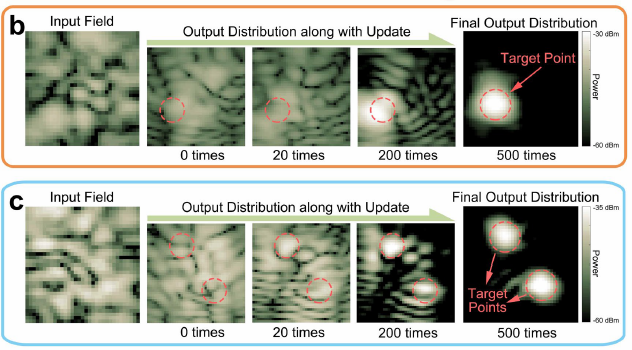 b
Input Field
Output Distribution along with Update
Final Output Distribution
Target Point
-30 dBm
Power
-60 dBm
0 times
20 times
200 times
500 times
c
Input Field
Output Distribution along with Update
Final Output Distribution
Target
Points
-35 dBm
Power
-60 dBm
0 times
20 times
200 times
500 times